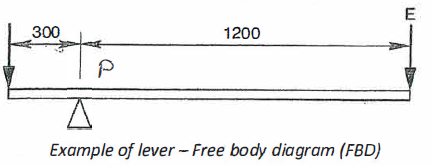 E
300 1200
P
Example of lever – Free body diagram (FBD)